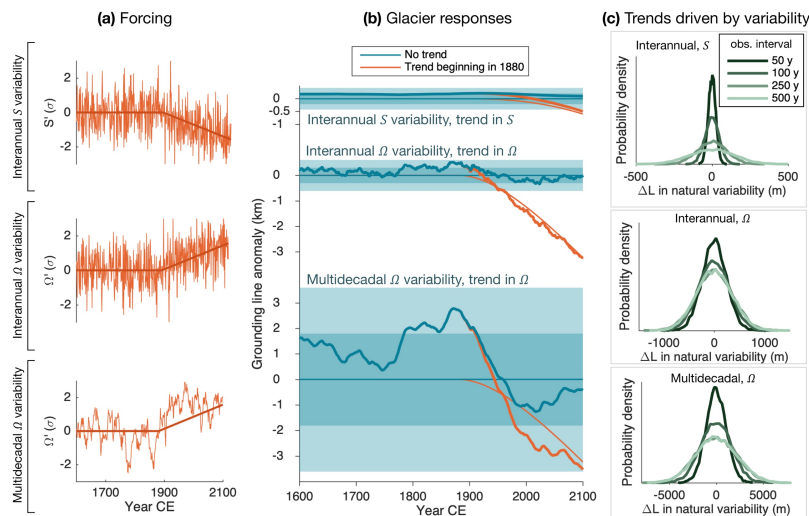 (a) Forcing
(b) Glacier responses
(c) Trends driven by variability
Interannual S variability
S' (σ)
2
0
-2
Interannual Ω variability
Ω' (σ)
2
0
-2
Multidecadal Ω variability
Ω' (σ)
2
0
-2
1700
1900
2100
Year CE
No trend
Trend beginning in 1880
Grounding line anomaly (km)
0
-0.5
-1
Interannual S variability, trend in S
Interannual Ω variability, trend in Ω
0
-1
-2
-3
Multidecadal Ω variability, trend in Ω
3
2
1
0
-1
-2
-3
1600
1700
1800
1900
2000
2100
Year CE
Interannual, S
obs. interval
50 y
100 y
250 y
500 y
Probability density
-500
0
500
ΔL in natural variability (m)
Interannual, Ω
Probability density
-1000
0
1000
ΔL in natural variability (m)
Multidecadal, Ω
Probability density
-5000
0
5000
ΔL in natural variability (m)